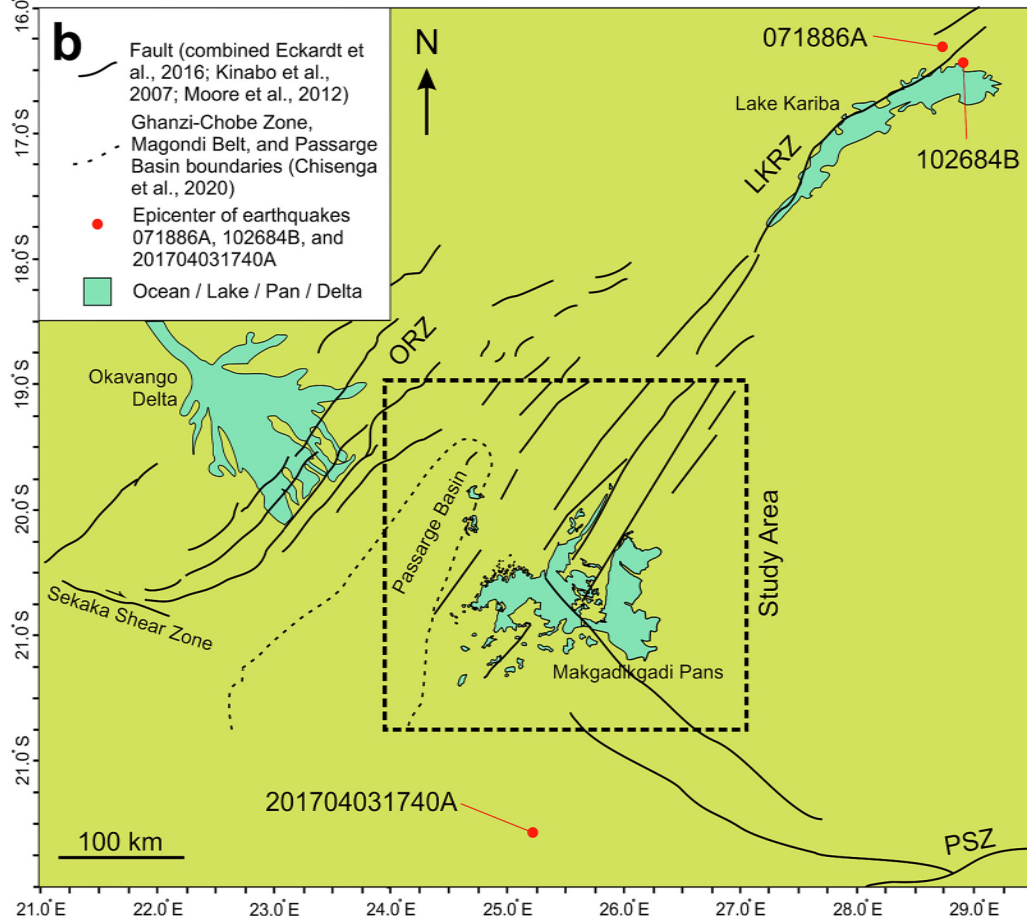 b
Fault (combined Eckardt et
al., 2016; Kinabo et al.,
2007; Moore et al., 2012)
Ghanzi-Chobe Zone,
Magondi Belt, and Passarge
Basin boundaries (Chisenga
et al., 2020)
Epicenter of earthquakes
071886A, 102684B, and
201704031740A
Ocean / Lake / Pan / Delta
N
071886A
Lake Kariba
102684B
LKRZ
ORZ
Okavango
Delta
Passarge Basin
Study Area
Sekaka Shear Zone
Makgadikgadi Pans
201704031740A
100 km
PSZ
16.0°
17.0°S
18.0°S
19.0°S
20.0°S
21.0°S
21.0°S
21.0°E
22.0°E
23.0°E
24.0°E
25.0°E
26.0°E
27.0°E
28.0°E
29.0°E